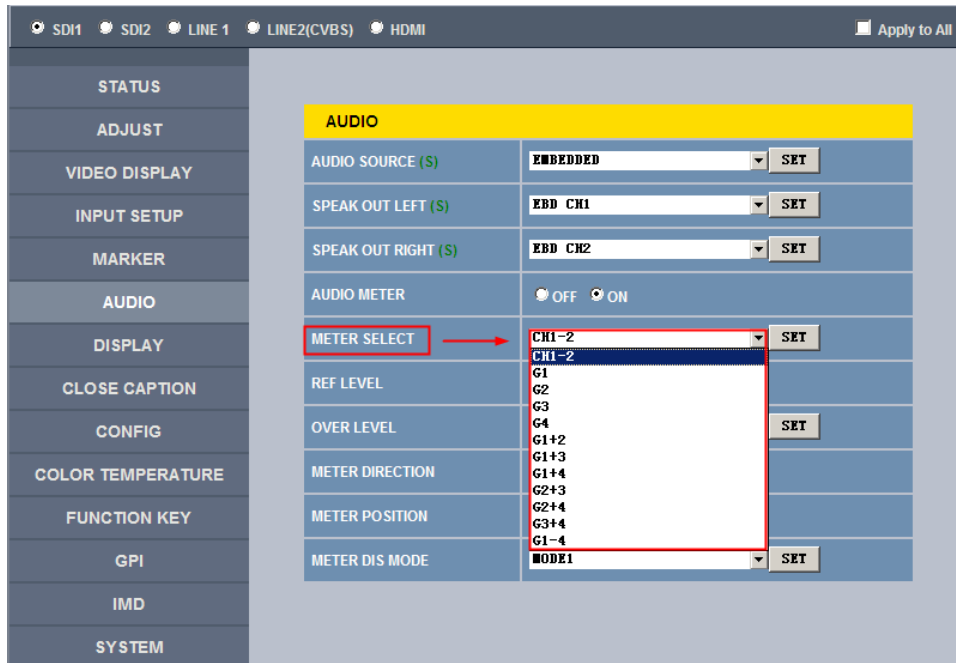 SDI1 SDI2 LINE 1 LINE2(CVBS) HDMI Apply to All
STATUS
ADJUST
VIDEO DISPLAY
INPUT SETUP
MARKER
AUDIO
DISPLAY
CLOSE CAPTION
CONFIG
COLOR TEMPERATURE
FUNCTION KEY
GPI
IMD
SYSTEM
AUDIO
AUDIO SOURCE (S) EMBEDDED SET
SPEAK OUT LEFT (S) EBD CH1 SET
SPEAK OUT RIGHT (S) EBD CH2 SET
AUDIO METER OFF ON
METER SELECT CH1-2 SET
CH1-2
G1
G2
G3
G4
G1+2
G1+3
G1+4
G2+3
G2+4
G3+4
G1-4
REF LEVEL
OVER LEVEL SET
METER DIRECTION
METER POSITION
METER DIS MODE MODE1 SET